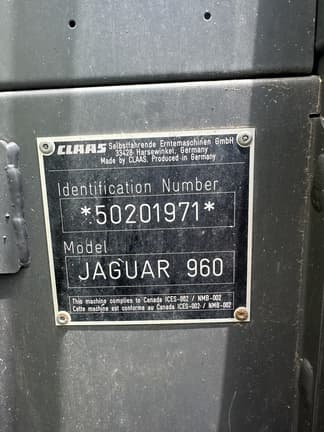 CLAAS Selbstfahrende Erntemaschinen GmbH
33428 Harsewinkel, Germany
Made by CLAAS, Produced in Germany
Identification Number
*50201971*
Model
JAGUAR 960
This machine complies to Canada ICES-002 / NMB-002
Cette machine est conforme au Canada ICES-002 / NMB-002